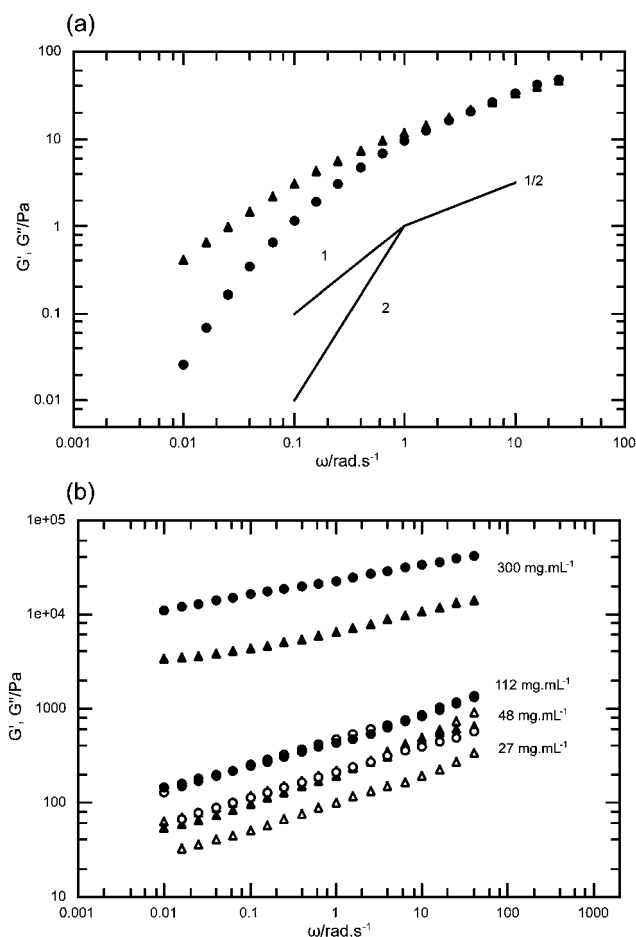 (a)
100
10
1
0.1
0.01
G', G''/Pa
1
2
1/2
0.001
0.01
0.1
1
10
100
ω/rad.s⁻¹
(b)
1e+05
1e+04
1000
100
10
G', G''/Pa
300 mg.mL⁻¹
112 mg.mL⁻¹
48 mg.mL⁻¹
27 mg.mL⁻¹
0.001
0.01
0.1
1
10
100
1000
ω/rad.s⁻¹